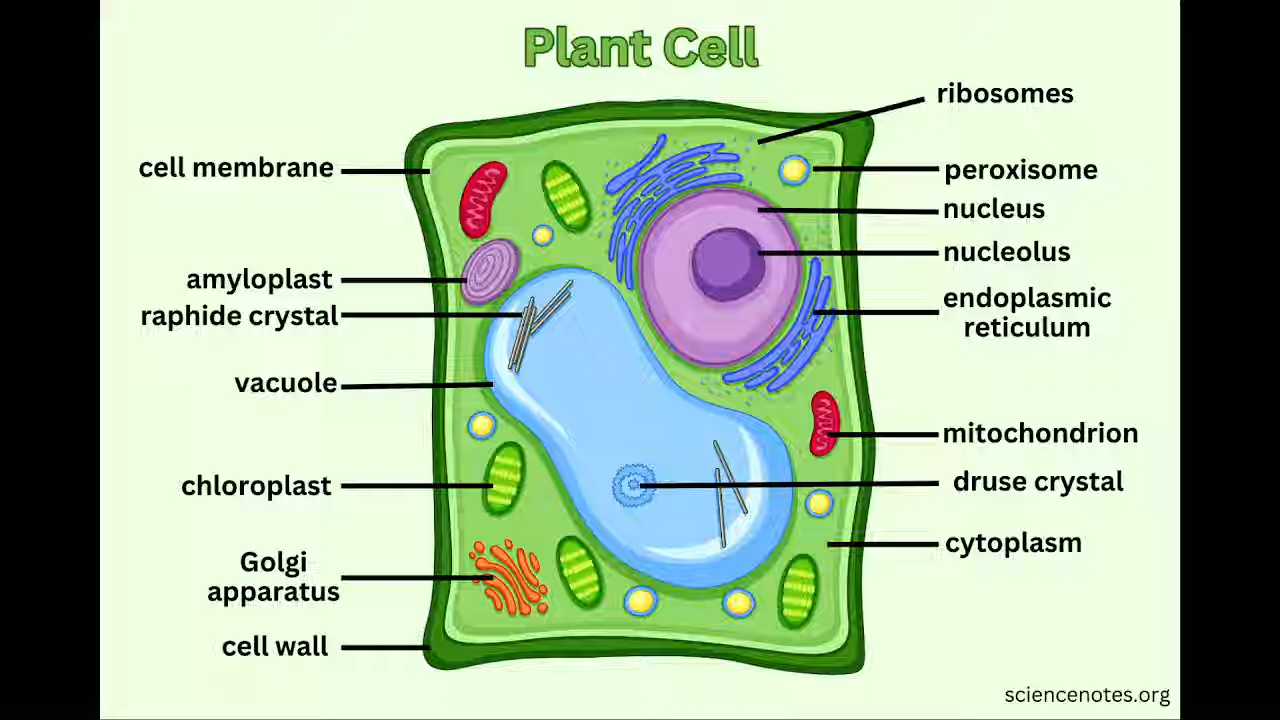 Plant Cell
cell membrane
amyloplast
raphide crystal
vacuole
chloroplast
Golgi
apparatus
cell wall
ribosomes
peroxisome
nucleus
nucleolus
endoplasmic
reticulum
mitochondrion
druse crystal
cytoplasm
sciencenotes.org